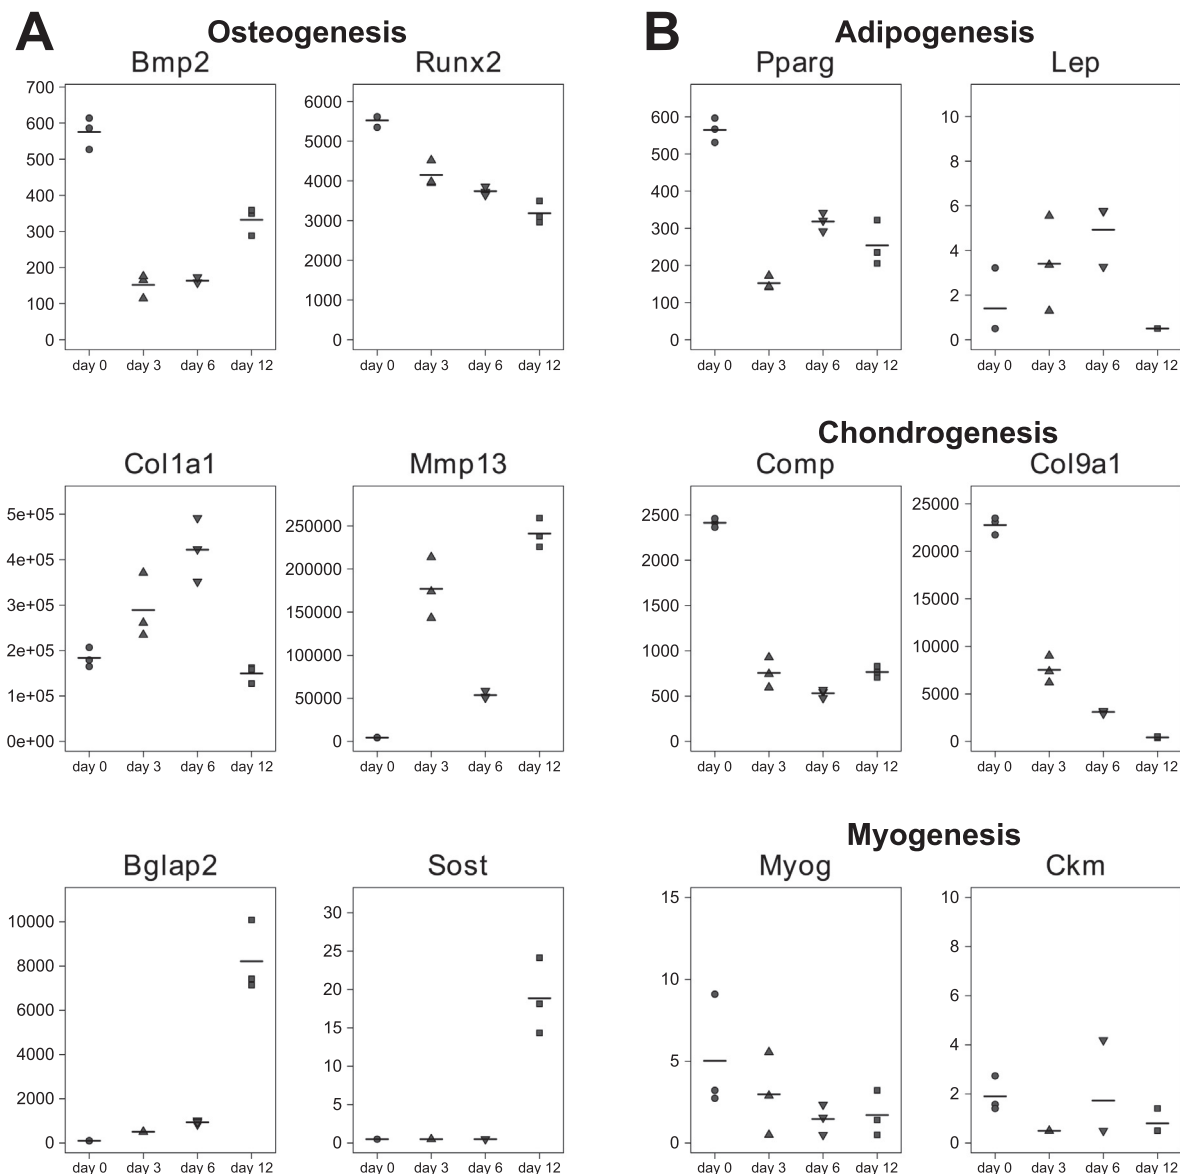 A
Osteogenesis
Bmp2
700
600
500
400
300
200
100
0
day 0 day 3 day 6 day 12
Runx2
6000
5000
4000
3000
2000
1000
0
day 0 day 3 day 6 day 12
Col1a1
5e+05
4e+05
3e+05
2e+05
1e+05
0e+00
day 0 day 3 day 6 day 12
Mmp13
250000
200000
150000
100000
50000
0
day 0 day 3 day 6 day 12
Bglap2
10000
8000
6000
4000
2000
0
day 0 day 3 day 6 day 12
Sost
30
25
20
15
10
5
0
day 0 day 3 day 6 day 12
B
Adipogenesis
Pparg
600
500
400
300
200
100
0
day 0 day 3 day 6 day 12
Lep
10
8
6
4
2
0
day 0 day 3 day 6 day 12
Chondrogenesis
Comp
2500
2000
1500
1000
500
0
day 0 day 3 day 6 day 12
Col9a1
25000
20000
15000
10000
5000
0
day 0 day 3 day 6 day 12
Myogenesis
Myog
15
10
5
0
day 0 day 3 day 6 day 12
Ckm
10
8
6
4
2
0
day 0 day 3 day 6 day 12